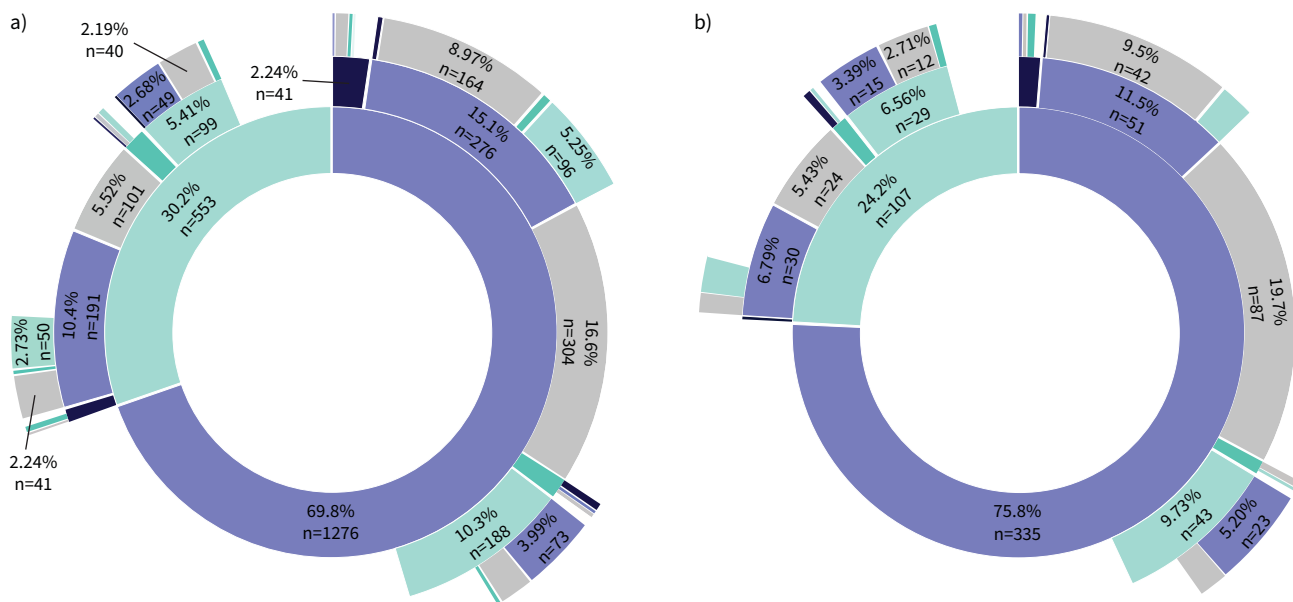 a)
2.19%
n=40
2.24%
n=41
8.97%
n=164
15.1%
n=276
5.25%
n=96
2.68%
n=49
5.41%
n=99
5.52%
n=101
30.2%
n=553
10.4%
n=191
2.73%
n=50
2.24%
n=41
16.6%
n=304
69.8%
n=1276
10.3%
n=188
3.99%
n=73
b)
9.5%
n=42
11.5%
n=51
3.39%
n=15
2.71%
n=12
6.56%
n=29
5.43%
n=24
24.2%
n=107
6.79%
n=30
19.7%
n=87
75.8%
n=335
9.73%
n=43
5.20%
n=23